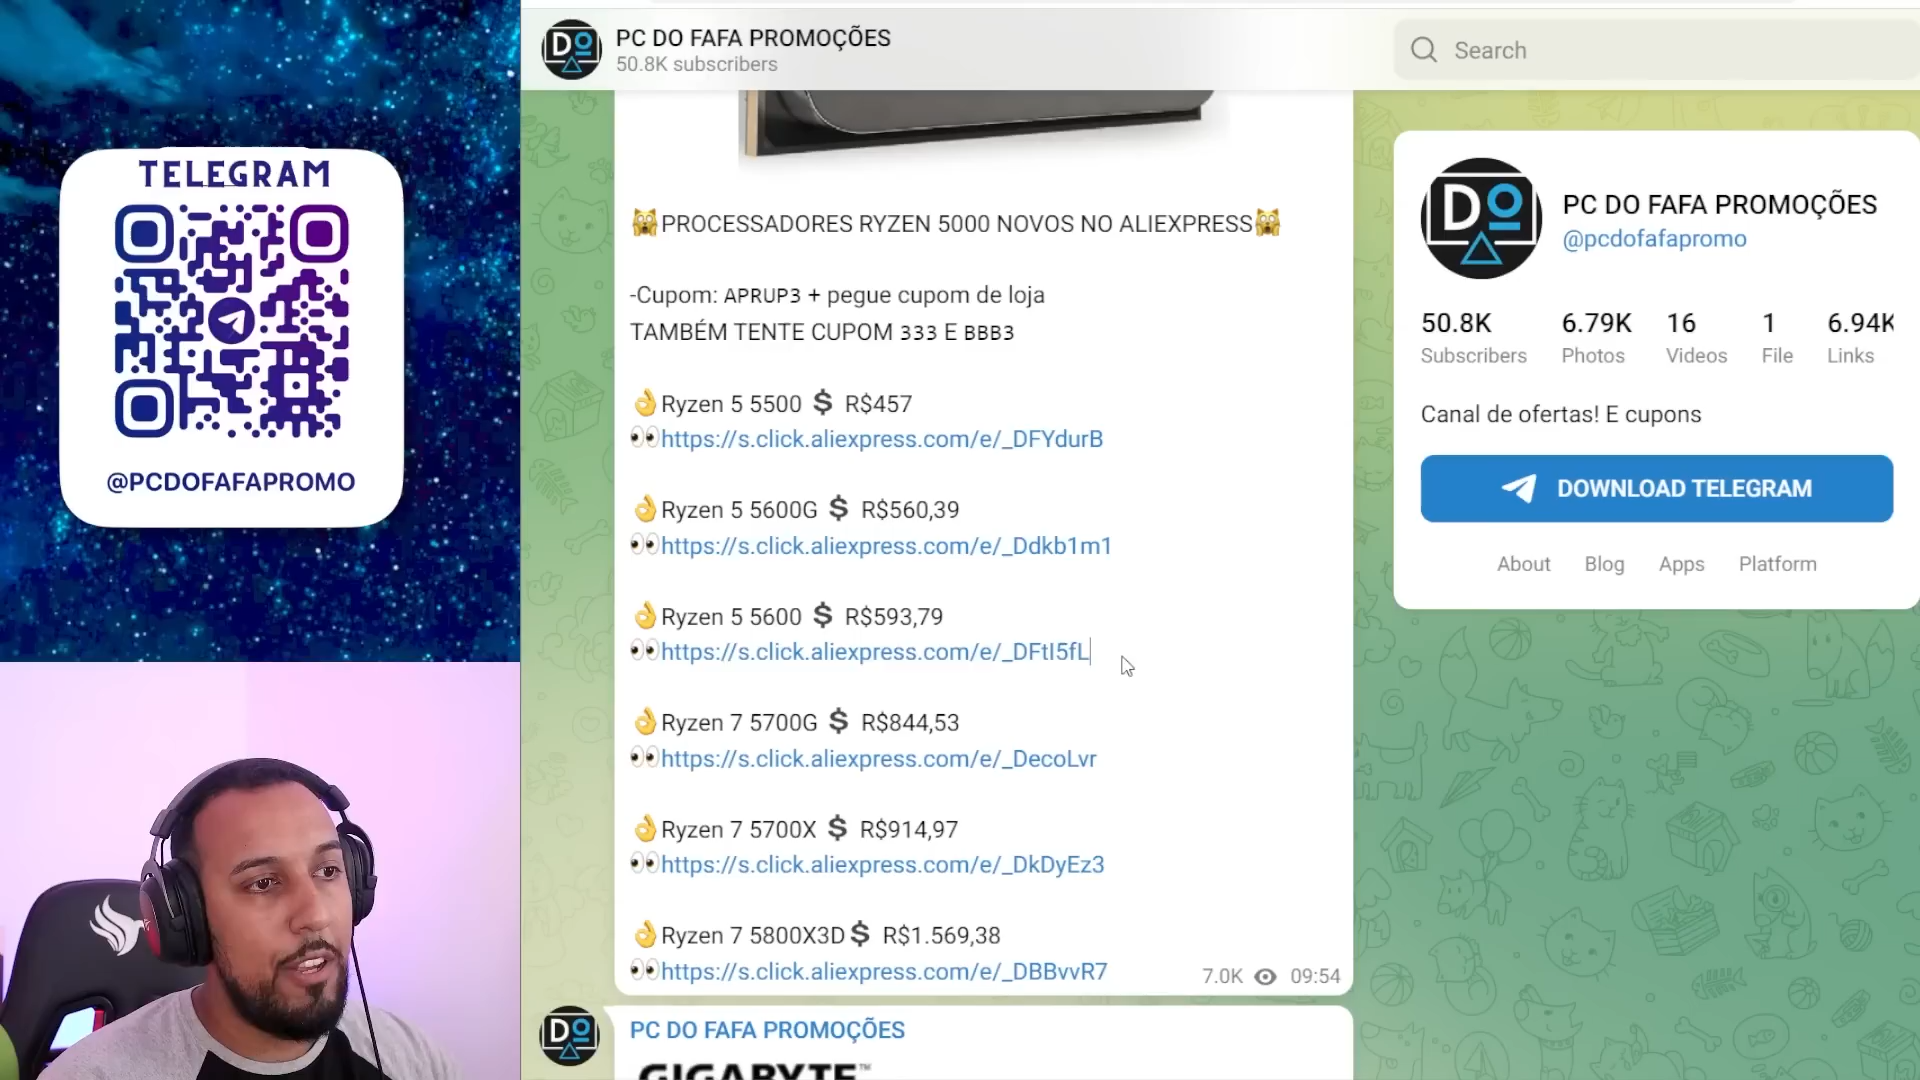 TELEGRAM
@PCDOFAFAPROMO
PC DO FAFA PROMOÇÕES
50.8K subscribers
Search
🙀PROCESSADORES RYZEN 5000 NOVOS NO ALIEXPRESS🙀
-Cupom: APRUP3 + pegue cupom de loja
TAMBÉM TENTE CUPOM 333 E BBB3
👌Ryzen 5 5500 💲 R$457
👀https://s.click.aliexpress.com/e/_DFYdurB
👌Ryzen 5 5600G 💲 R$560,39
👀https://s.click.aliexpress.com/e/_Ddkb1m1
👌Ryzen 5 5600 💲 R$593,79
👀https://s.click.aliexpress.com/e/_DFtI5fL
👌Ryzen 7 5700G 💲 R$844,53
👀https://s.click.aliexpress.com/e/_DecoLvr
👌Ryzen 7 5700X 💲 R$914,97
👀https://s.click.aliexpress.com/e/_DkDyEz3
👌Ryzen 7 5800X3D💲 R$1.569,38
👀https://s.click.aliexpress.com/e/_DBBvvR7
7.0K 09:54
PC DO FAFA PROMOÇÕES
GIGABYTE™
DO
PC DO FAFA PROMOÇÕES
@pcdofafapromo
50.8K 6.79K 16 1 6.94K
Subscribers Photos Videos File Links
Canal de ofertas! E cupons
DOWNLOAD TELEGRAM
About Blog Apps Platform